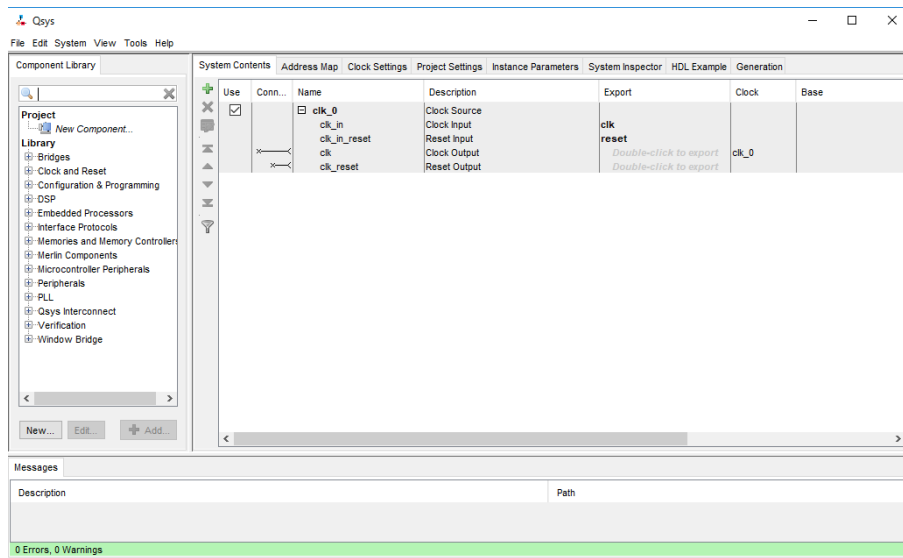 Qsys
File Edit System View Tools Help
Component Library
Project
New Component...
Library
Bridges
Clock and Reset
Configuration & Programming
DSP
Embedded Processors
Interface Protocols
Memories and Memory Controllers
Merlin Components
Microcontroller Peripherals
Peripherals
PLL
Qsys Interconnect
Verification
Window Bridge
New... Edit... Add...
System Contents Address Map Clock Settings Project Settings Instance Parameters System Inspector HDL Example Generation
Use Conn... Name Description Export Clock Base
clk_0 Clock Source
clk_in Clock Input clk
clk_in_reset Reset Input reset
clk Clock Output Double-click to export clk_0
clk_reset Reset Output Double-click to export
Messages
Description Path
0 Errors, 0 Warnings